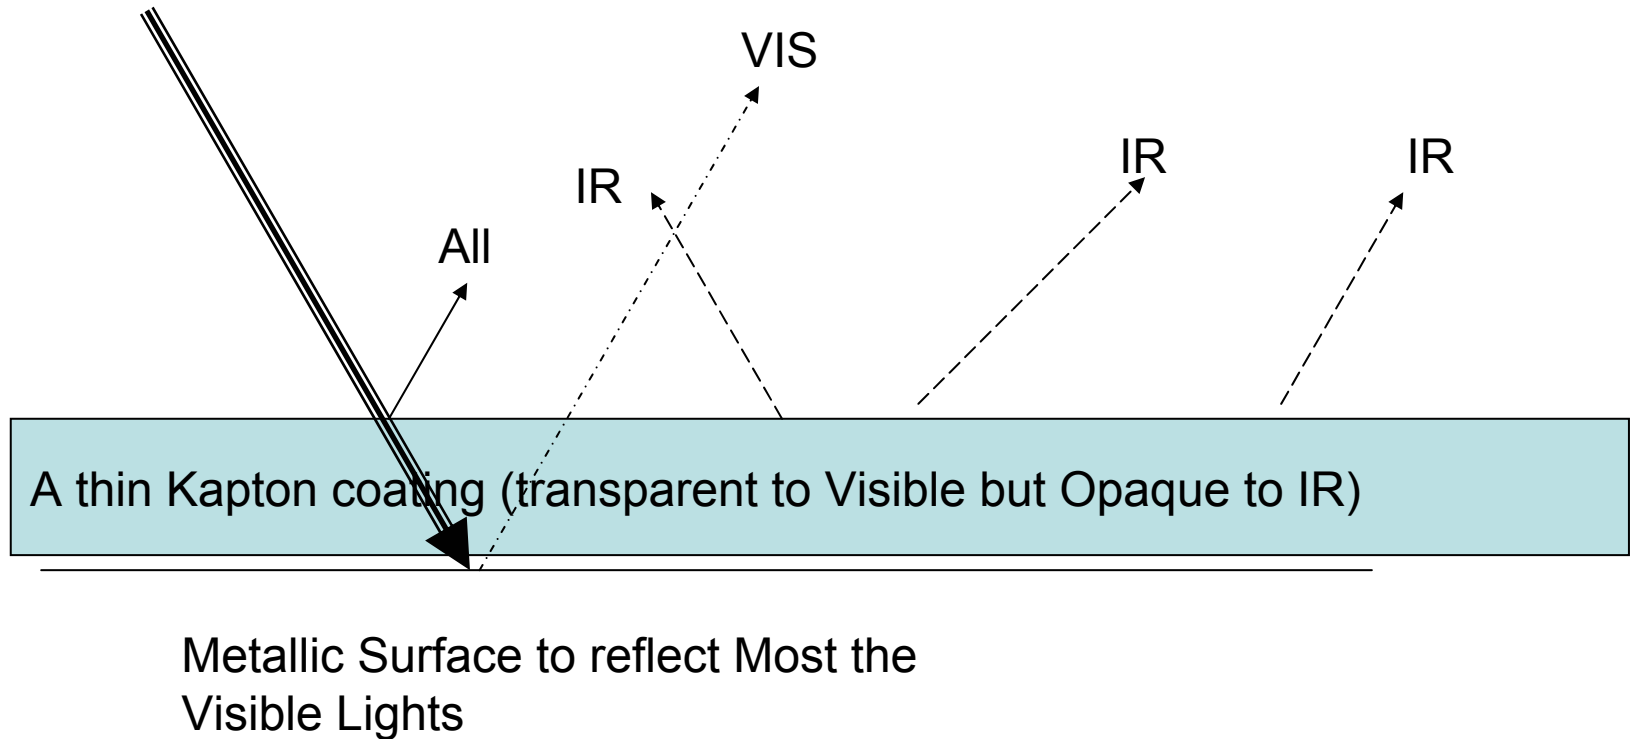 VIS
IR
IR
IR
All
A thin Kapton coating (transparent to Visible but Opaque to IR)
Metallic Surface to reflect Most the
Visible Lights